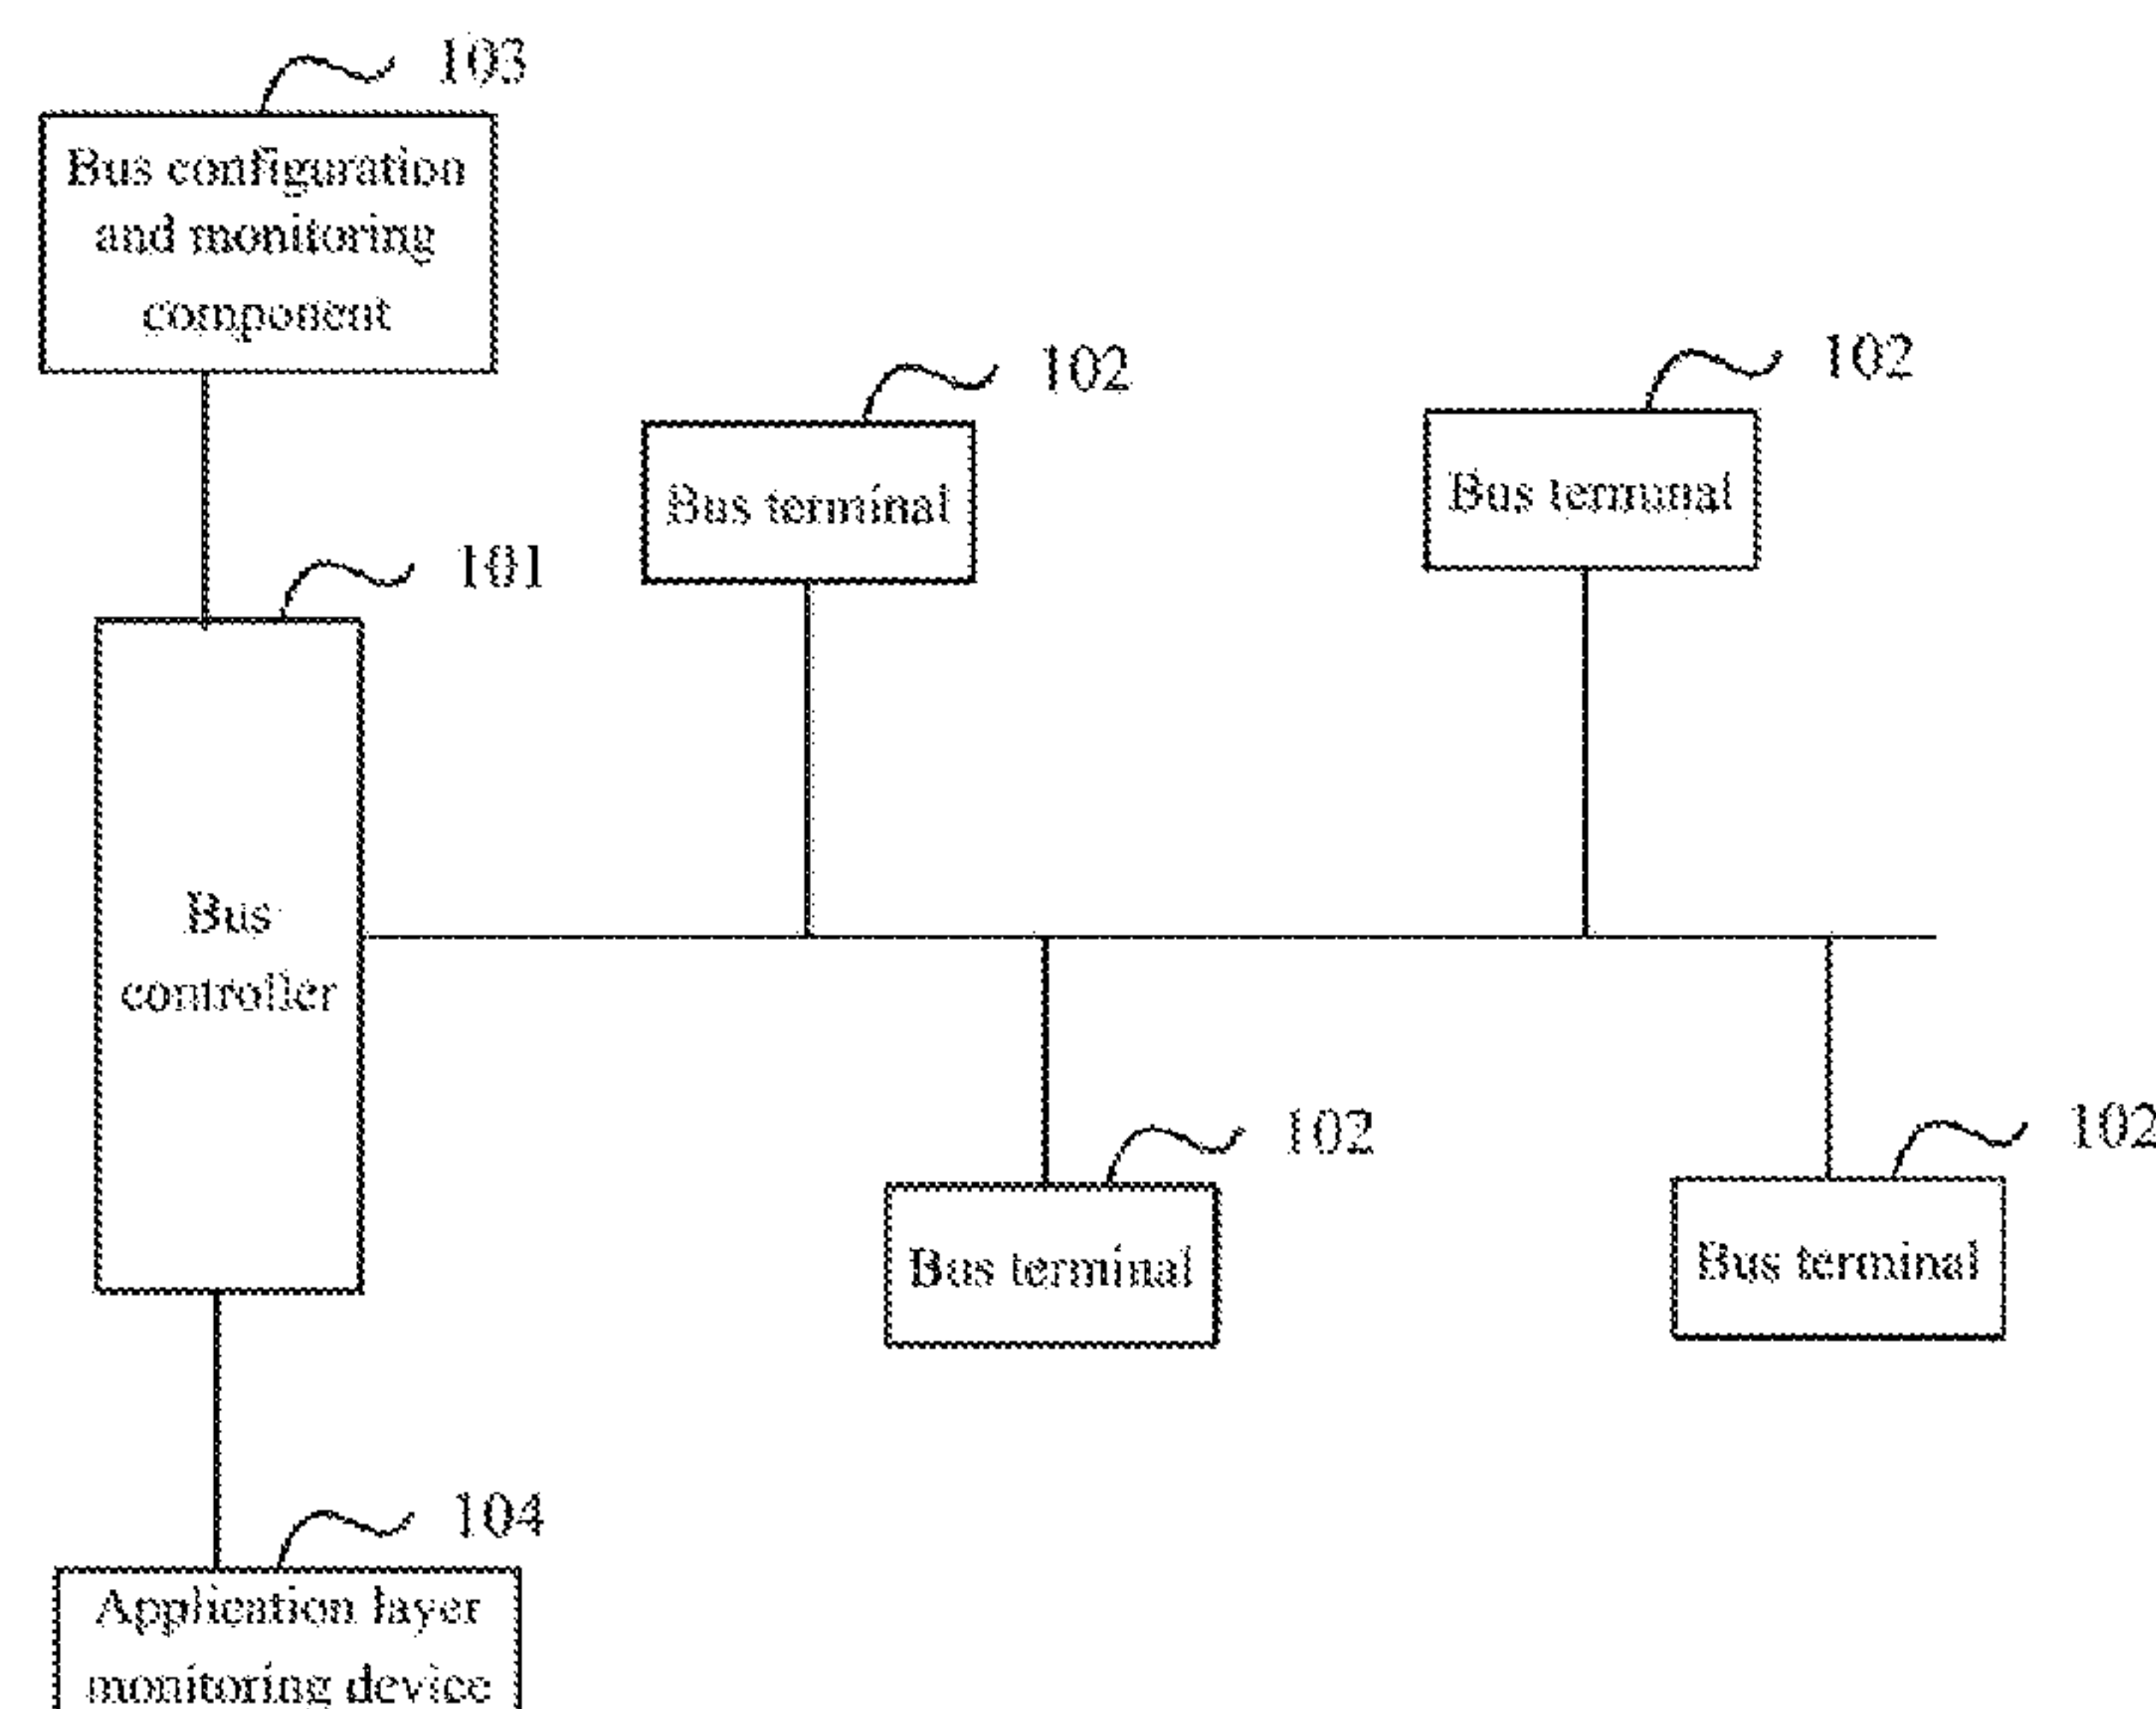 103
Bus configuration
and monitoring
component
102
102
Bus terminal
Bus terminal
101
Bus
controller
102
102
Bus terminal
Bus terminal
104
Application layer
monitoring device